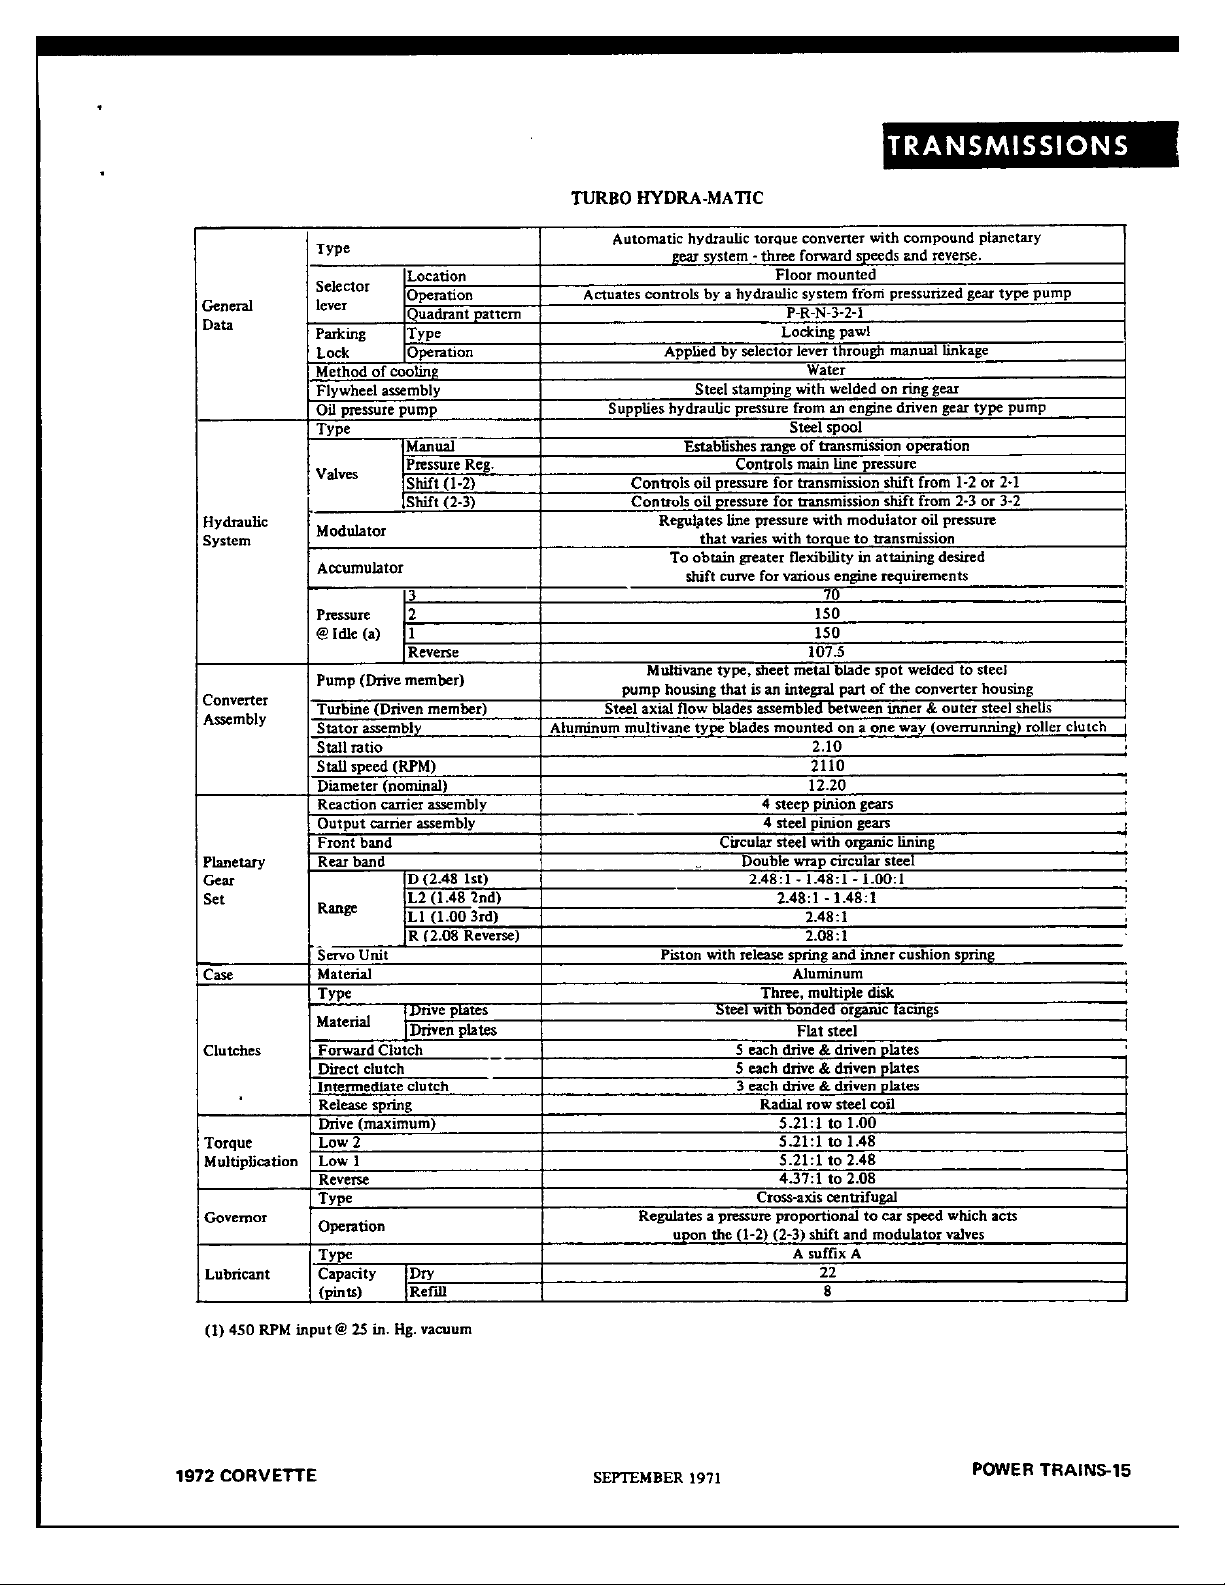 TRANSMISSIONS
TURBO HYDRA-MATIC
General Data
Type Automatic hydraulic torque converter with compound planetary
gear system - three forward speeds and reverse.
Selector lever Location Floor mounted
Operation Actuates controls by a hydraulic system from pressurized gear type pump
Quadrant pattern P-R-N-3-2-1
Parking Lock Type Locking pawl
Operation Applied by selector lever through manual linkage
Method of cooling Water
Flywheel assembly Steel stamping with welded on ring gear
Oil pressure pump Supplies hydraulic pressure from an engine driven gear type pump
Hydraulic System
Type Steel spool
Valves Manual Establishes range of transmission operation
Pressure Reg. Controls main line pressure
Shift (1-2) Controls oil pressure for transmission shift from 1-2 or 2-1
Shift (2-3) Controls oil pressure for transmission shift from 2-3 or 3-2
Modulator Regulates line pressure with modulator oil pressure
that varies with torque to transmission
Accumulator To obtain greater flexibility in attaining desired
shift curve for various engine requirements
Pressure @ Idle (a) 3 70
2 150
1 150
Reverse 107.5
Converter Assembly
Pump (Drive member) Multivane type, sheet metal blade spot welded to steel
pump housing that is an integral part of the converter housing
Turbine (Driven member) Steel axial flow blades assembled between inner & outer steel shells
Stator assembly Aluminum multivane type blades mounted on a one way (overrunning) roller clutch
Stall ratio 2.10
Stall speed (RPM) 2110
Diameter (nominal) 12.20
Planetary Gear Set
Reaction carrier assembly 4 steep pinion gears
Output carrier assembly 4 steel pinion gears
Front band Circular steel with organic lining
Rear band Double wrap circular steel
Range D (2.48 1st) 2.48:1 - 1.48:1 - 1.00:1
L2 (1.48 2nd) 2.48:1 - 1.48:1
L1 (1.00 3rd) 2.48:1
R (2.08 Reverse) 2.08:1
Servo Unit Piston with release spring and inner cushion spring
Case Material Aluminum
Clutches
Type Three, multiple disk
Material Drive plates Steel with bonded organic facings
Driven plates Flat steel
Forward Clutch 5 each drive & driven plates
Direct clutch 5 each drive & driven plates
Intermediate clutch 3 each drive & driven plates
Release spring Radial row steel coil
Torque Multiplication
Drive (maximum) 5.21:1 to 1.00
Low 2 5.21:1 to 1.48
Low 1 5.21:1 to 2.48
Reverse 4.37:1 to 2.08
Governor
Type Cross-axis centrifugal
Operation Regulates a pressure proportional to car speed which acts
upon the (1-2) (2-3) shift and modulator valves
Lubricant
Type A suffix A
Capacity (pints) Dry 22
Refill 8
(1) 450 RPM input @ 25 in. Hg. vacuum
1972 CORVETTE SEPTEMBER 1971 POWER TRAINS-15